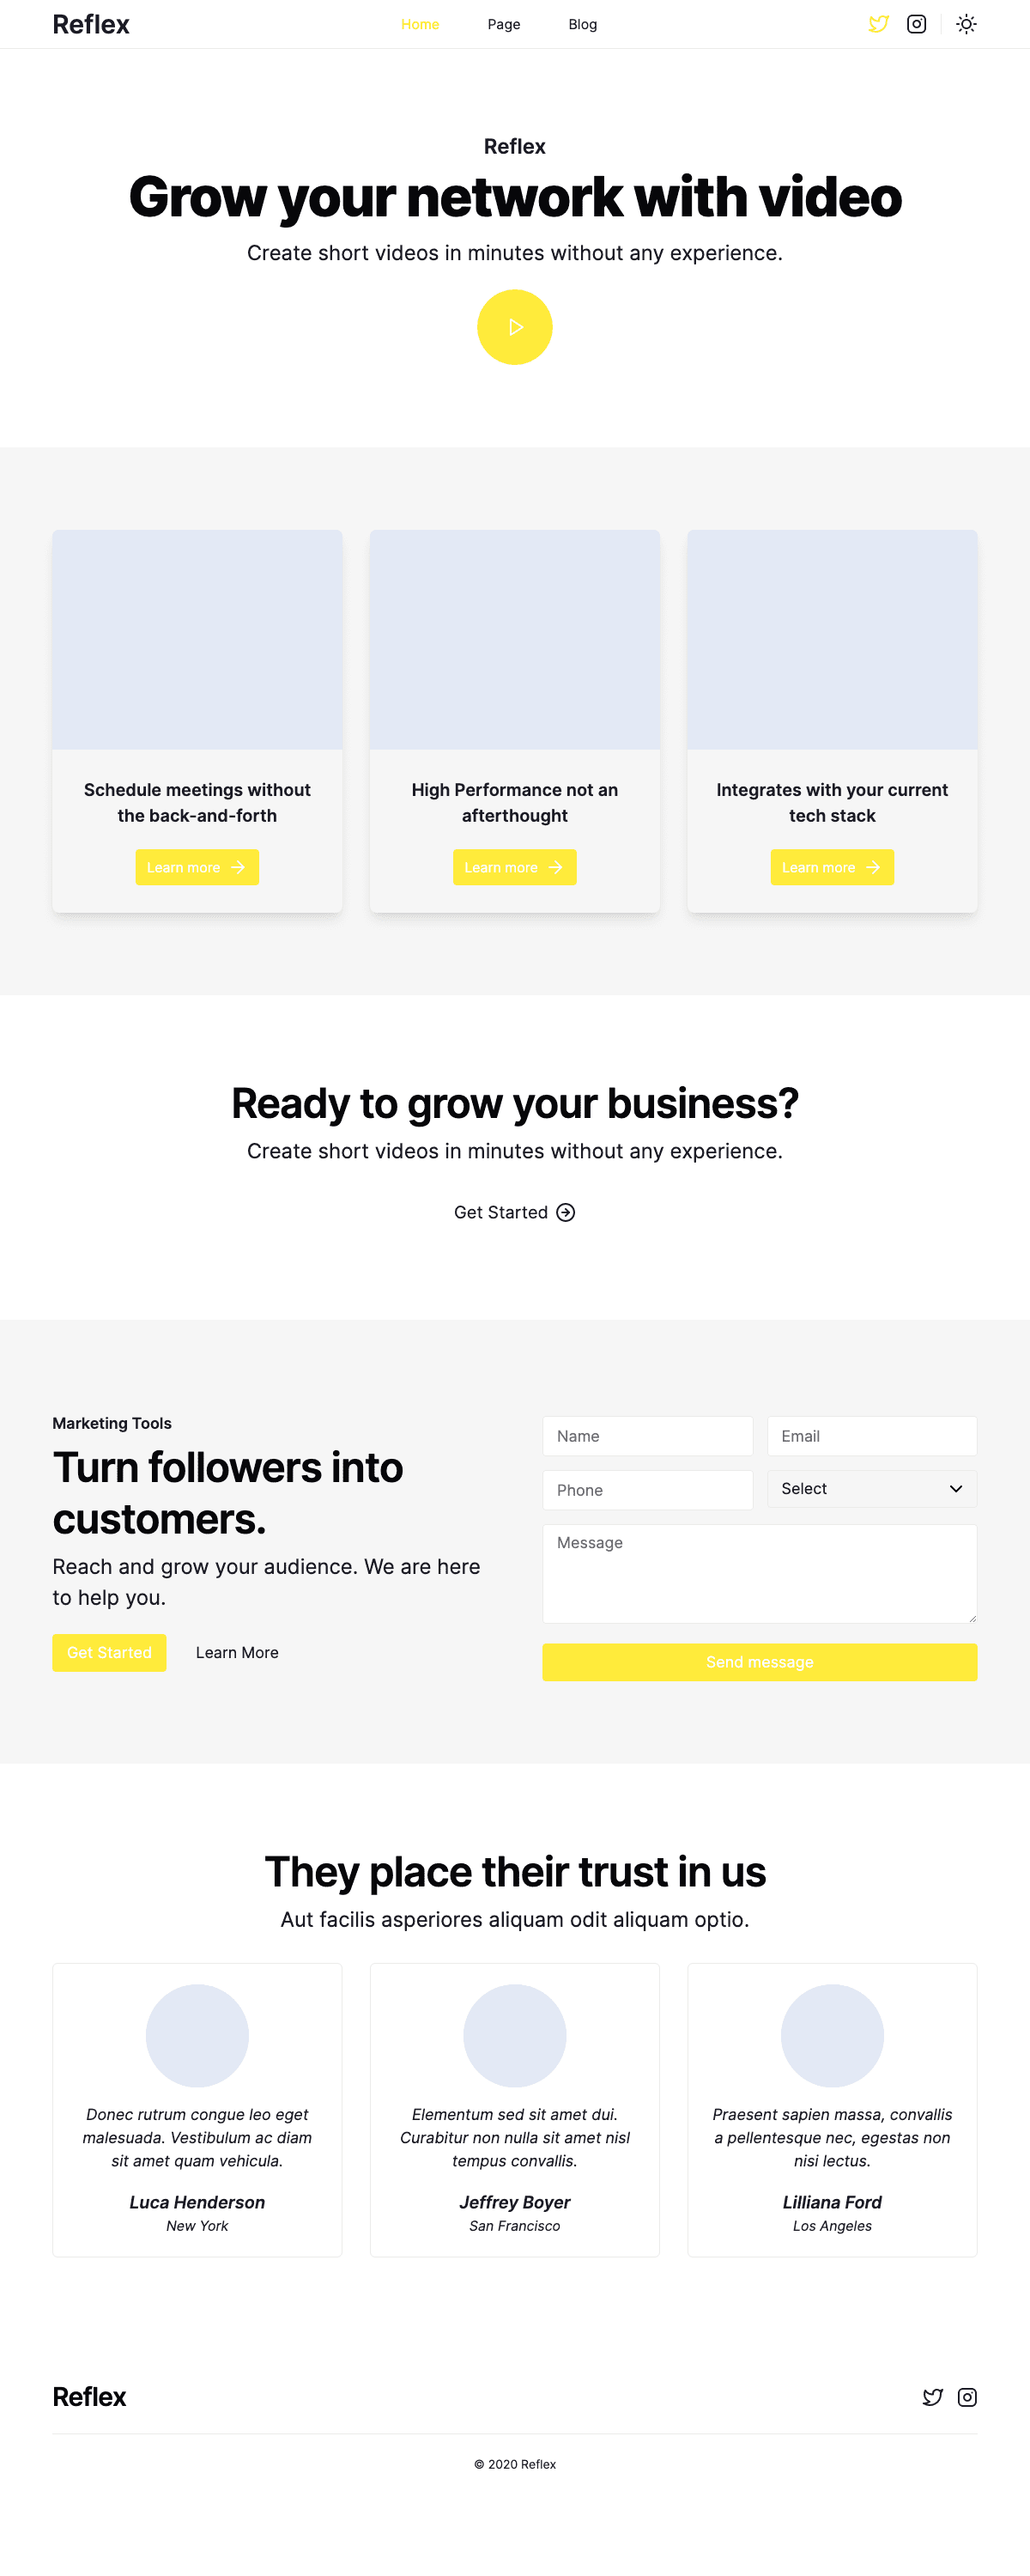 Reflex
Home
Page
Blog
Reflex
Grow your network with video
Create short videos in minutes without any experience.
Schedule meetings without
the back-and-forth
Learn more
High Performance not an
afterthought
Learn more
Integrates with your current
tech stack
Learn more
Ready to grow your business?
Create short videos in minutes without any experience.
Get Started
Marketing Tools
Turn followers into
customers.
Reach and grow your audience. We are here
to help you.
Get Started
Learn More
Name
Email
Phone
Select
Message
Send message
They place their trust in us
Aut facilis asperiores aliquam odit aliquam optio.
Donec rutrum congue leo eget
malesuada. Vestibulum ac diam
sit amet quam vehicula.
Luca Henderson
New York
Elementum sed sit amet dui.
Curabitur non nulla sit amet nisl
tempus convallis.
Jeffrey Boyer
San Francisco
Praesent sapien massa, convallis
a pellentesque nec, egestas non
nisi lectus.
Lilliana Ford
Los Angeles
Reflex
© 2020 Reflex